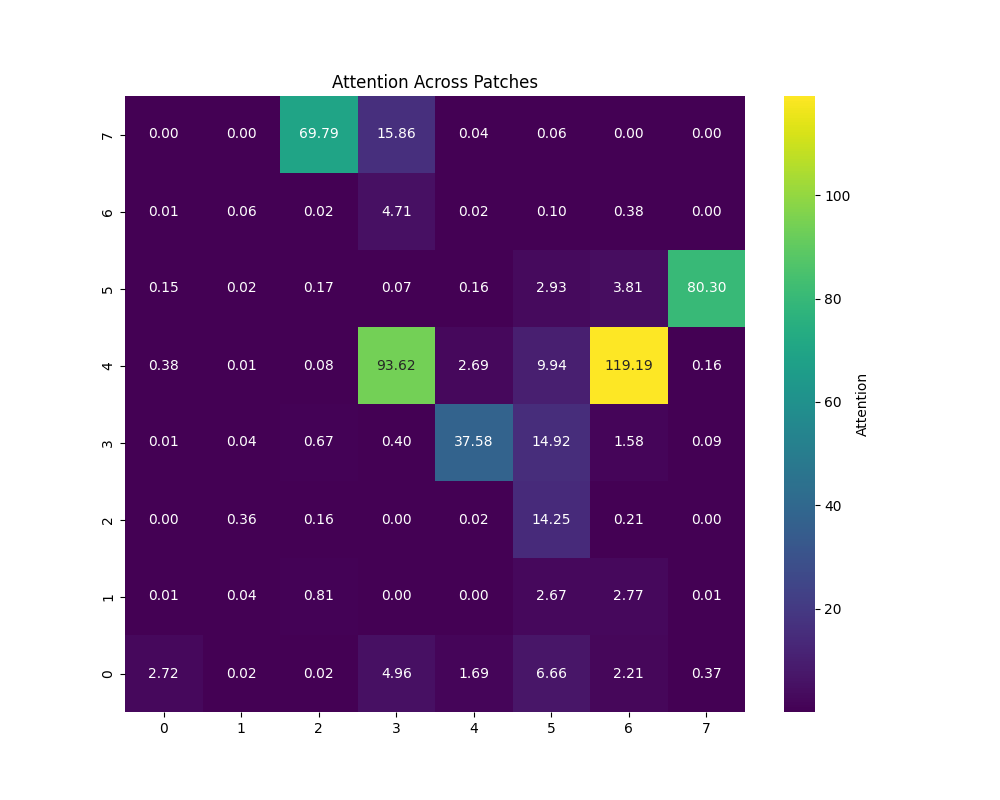 Attention Across Patches
7 0.00 0.00 69.79 15.86 0.04 0.06 0.00 0.00
6 0.01 0.06 0.02 4.71 0.02 0.10 0.38 0.00
5 0.15 0.02 0.17 0.07 0.16 2.93 3.81 80.30
4 0.38 0.01 0.08 93.62 2.69 9.94 119.19 0.16
3 0.01 0.04 0.67 0.40 37.58 14.92 1.58 0.09
2 0.00 0.36 0.16 0.00 0.02 14.25 0.21 0.00
1 0.01 0.04 0.81 0.00 0.00 2.67 2.77 0.01
0 2.72 0.02 0.02 4.96 1.69 6.66 2.21 0.37
0 1 2 3 4 5 6 7
100
80
60
40
20
Attention